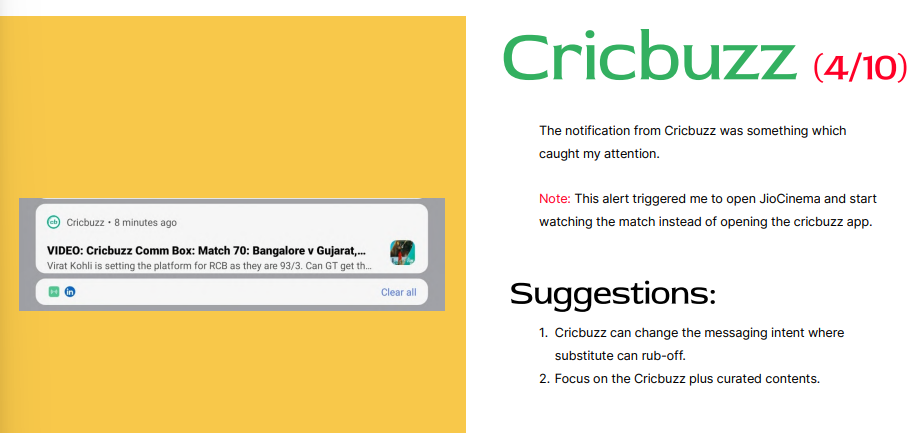 Cricbuzz (4/10)
The notification from Cricbuzz was something which
caught my attention.
Note: This alert triggered me to open JioCinema and start
watching the match instead of opening the cricbuzz app.
cb Cricbuzz • 8 minutes ago
VIDEO: Cricbuzz Comm Box: Match 70: Bangalore v Gujarat,...
Virat Kohli is setting the platform for RCB as they are 93/3. Can GT get th...
in Clear all
Suggestions:
1. Cricbuzz can change the messaging intent where
substitute can rub-off.
2. Focus on the Cricbuzz plus curated contents.